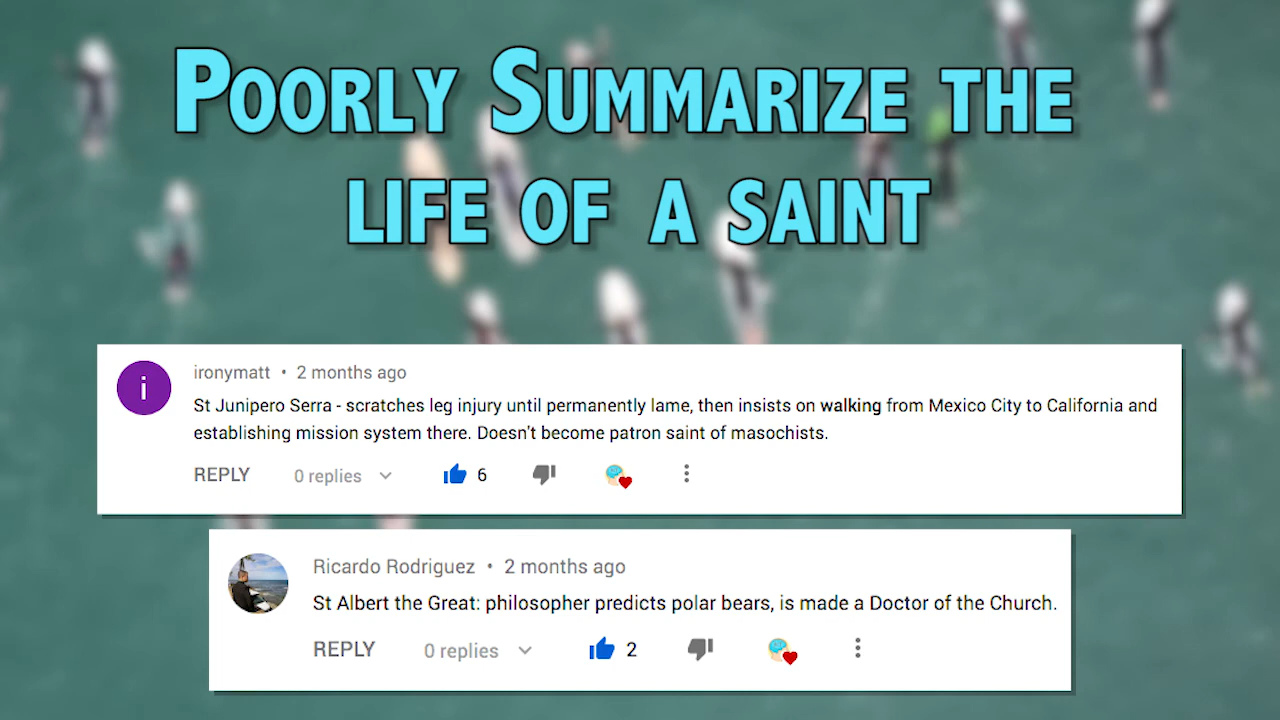 Poorly Summarize the
life of a saint
i
ironymatt • 2 months ago
St Junipero Serra - scratches leg injury until permanently lame, then insists on walking from Mexico City to California and
establishing mission system there. Doesn't become patron saint of masochists.
REPLY 0 replies 6
Ricardo Rodriguez • 2 months ago
St Albert the Great: philosopher predicts polar bears, is made a Doctor of the Church.
REPLY 0 replies 2